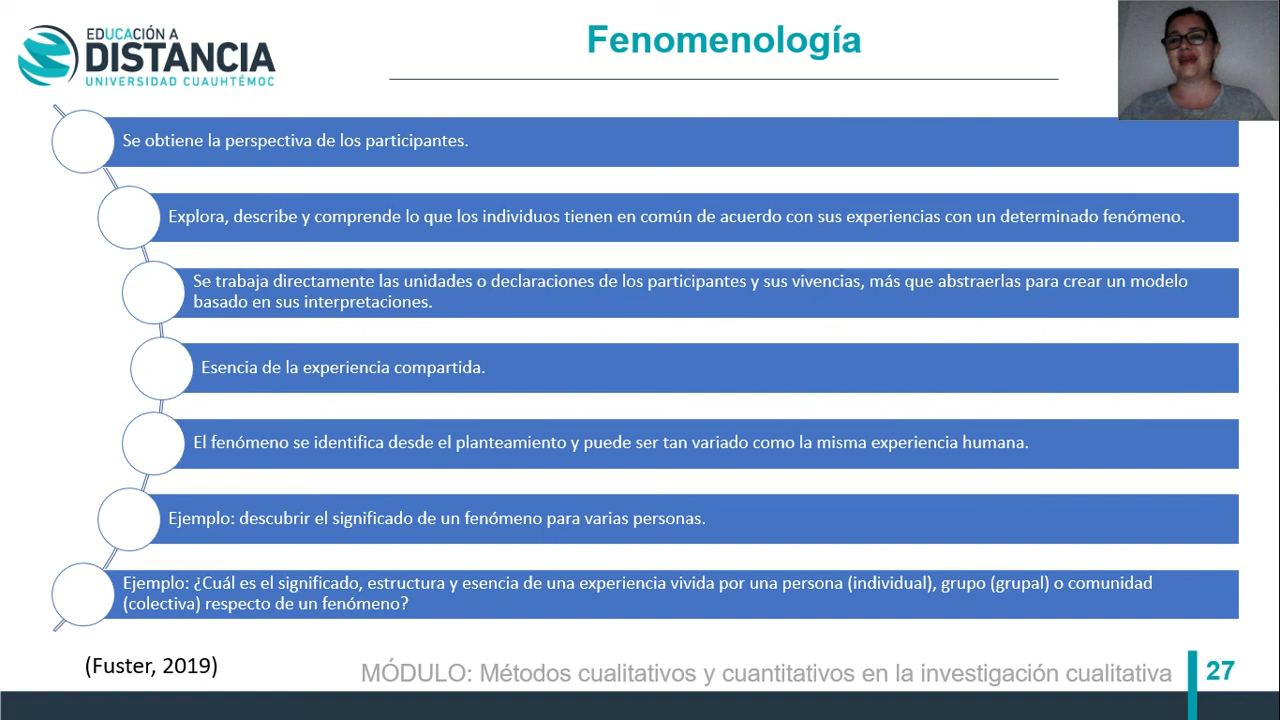 EDUCACIÓN A
DISTANCIA
UNIVERSIDAD CUAUHTÉMOC
Fenomenología
Se obtiene la perspectiva de los participantes.
Explora, describe y comprende lo que los individuos tienen en común de acuerdo con sus experiencias con un determinado fenómeno.
Se trabaja directamente las unidades o declaraciones de los participantes y sus vivencias, más que abstraerlas para crear un modelo
basado en sus interpretaciones.
Esencia de la experiencia compartida.
El fenómeno se identifica desde el planteamiento y puede ser tan variado como la misma experiencia humana.
Ejemplo: descubrir el significado de un fenómeno para varias personas.
Ejemplo: ¿Cuál es el significado, estructura y esencia de una experiencia vivida por una persona (individual), grupo (grupal) o comunidad
(colectiva) respecto de un fenómeno?
(Fuster, 2019)
MÓDULO: Métodos cualitativos y cuantitativos en la investigación cualitativa
27